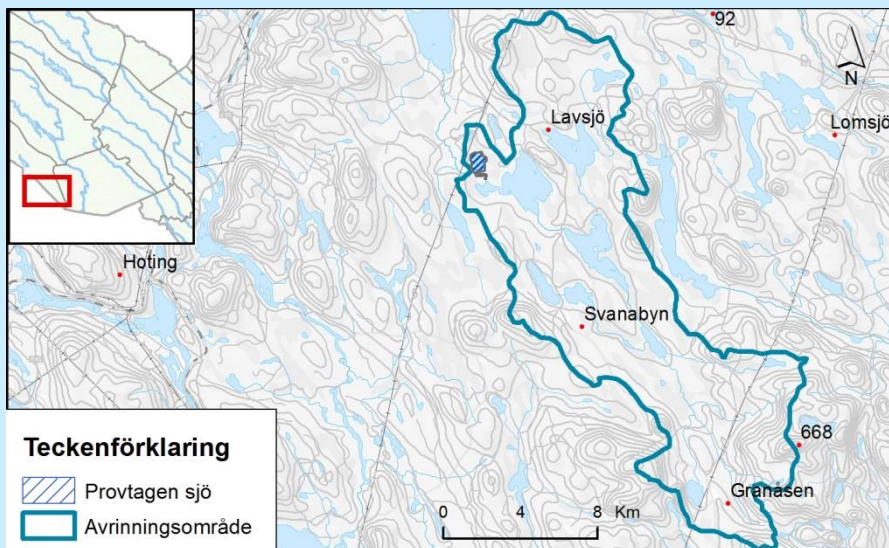 92
N
Lavsjö
Lomsjö
Hoting
Svanabyn
668
Granåsen
Teckenförklaring
Provtagen sjö
Avrinningsområde
0 4 8 Km